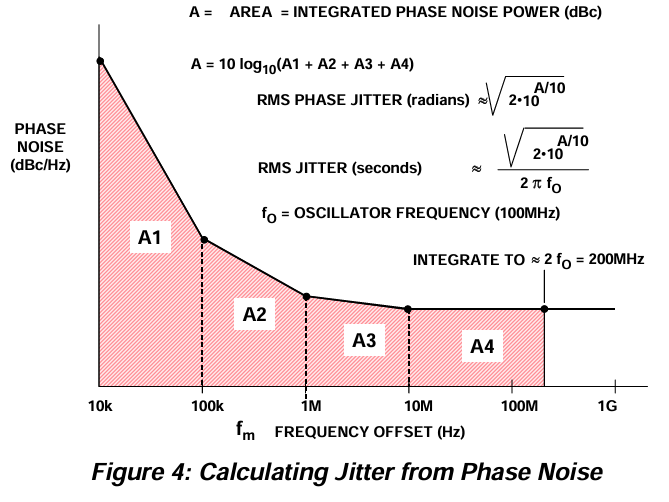 A = AREA = INTEGRATED PHASE NOISE POWER (dBc)
A = 10 log10(A1 + A2 + A3 + A4)
RMS PHASE JITTER (radians) ≈ √2•10^A/10
PHASE
NOISE
(dBc/Hz)
RMS JITTER (seconds) ≈ √2•10^A/10 / 2 π fO
fO = OSCILLATOR FREQUENCY (100MHz)
INTEGRATE TO ≈ 2 fO = 200MHz
A1
A2
A3
A4
10k 100k 1M 10M 100M 1G
fm FREQUENCY OFFSET (Hz)
Figure 4: Calculating Jitter from Phase Noise